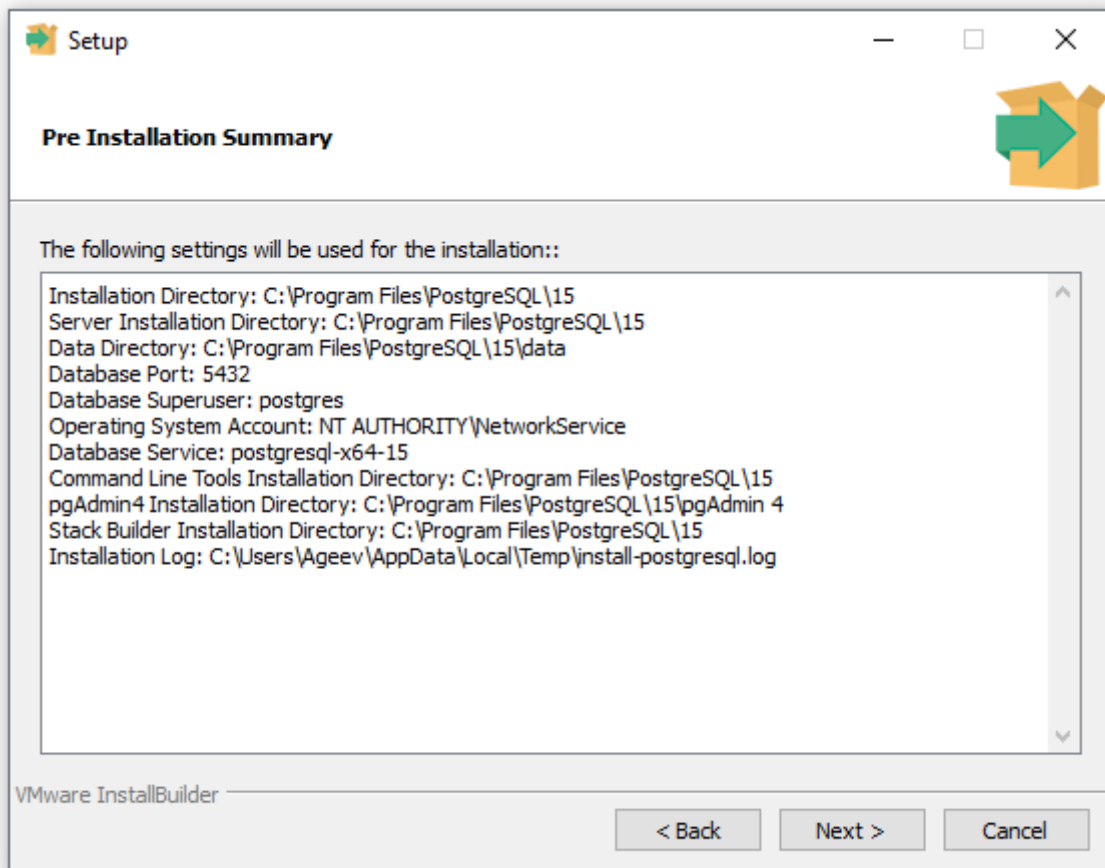 Setup
Pre Installation Summary
The following settings will be used for the installation::
Installation Directory: C:\Program Files\PostgreSQL\15
Server Installation Directory: C:\Program Files\PostgreSQL\15
Data Directory: C:\Program Files\PostgreSQL\15\data
Database Port: 5432
Database Superuser: postgres
Operating System Account: NT AUTHORITY\NetworkService
Database Service: postgresql-x64-15
Command Line Tools Installation Directory: C:\Program Files\PostgreSQL\15
pgAdmin4 Installation Directory: C:\Program Files\PostgreSQL\15\pgAdmin 4
Stack Builder Installation Directory: C:\Program Files\PostgreSQL\15
Installation Log: C:\Users\Ageev\AppData\Local\Temp\install-postgresql.log
VMware InstallBuilder
< Back Next > Cancel